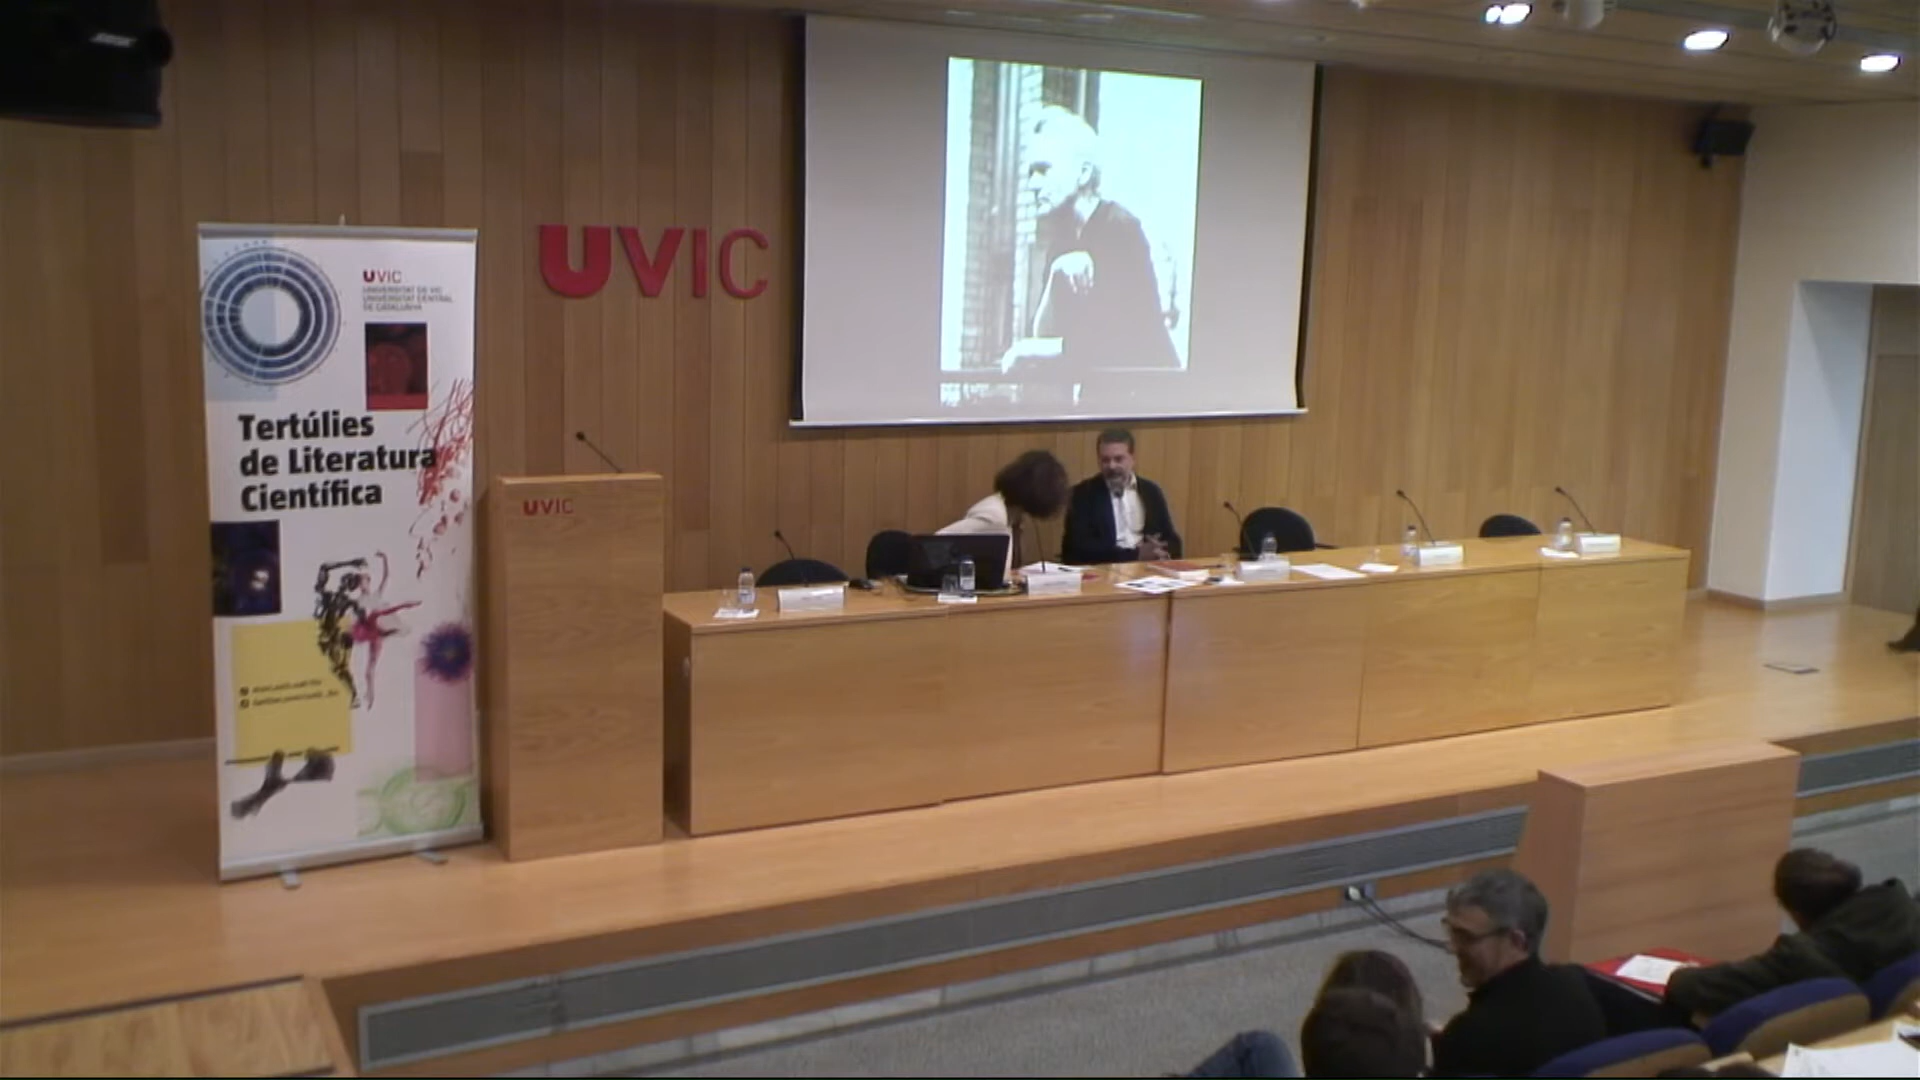 UVIC
UVIC
UNIVERSITAT DE VIC
UNIVERSITAT CENTRAL
DE CATALUNYA
Tertúlies
de Literatura
Científica
UVIC